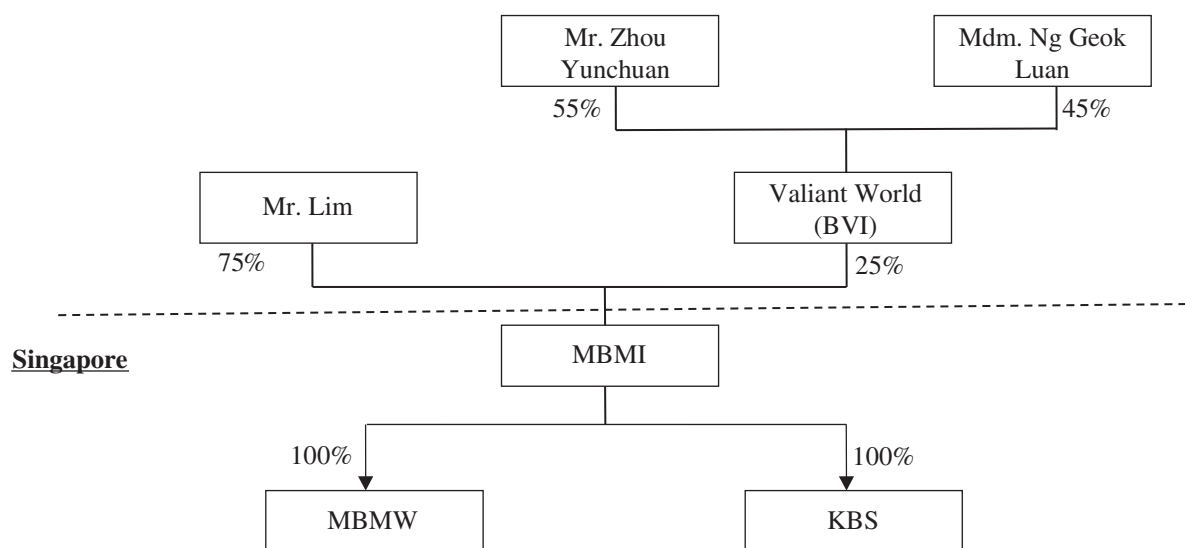 Mr. Zhou
Yunchuan
Mdm. Ng Geok
Luan
55%
45%
Mr. Lim
Valiant World
(BVI)
75%
25%
MBMI
Singapore
100%
100%
MBMW
KBS